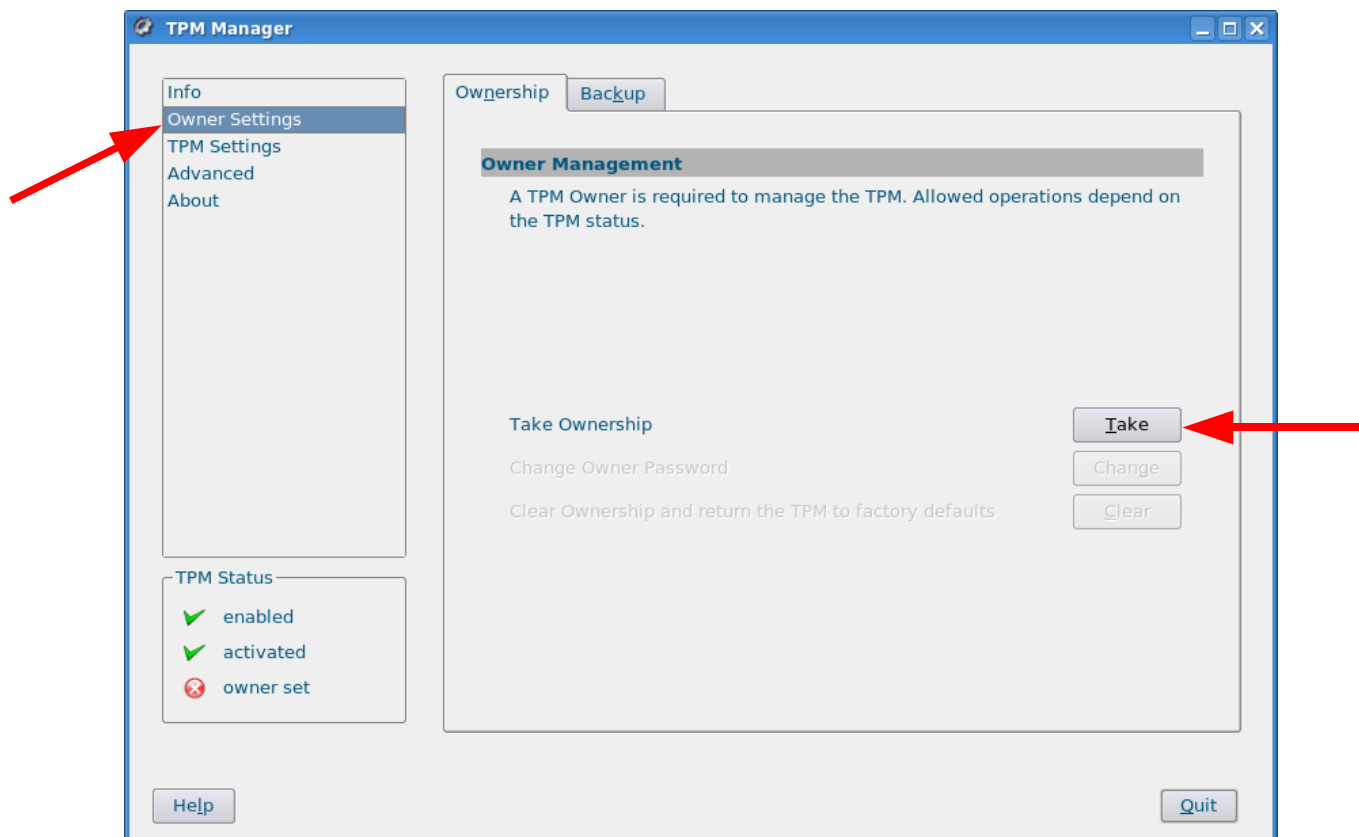 TPM Manager
Info
Owner Settings
TPM Settings
Advanced
About
Ownership Backup
Owner Management
A TPM Owner is required to manage the TPM. Allowed operations depend on
the TPM status.
Take Ownership Take
Change Owner Password Change
Clear Ownership and return the TPM to factory defaults Clear
TPM Status
enabled
activated
owner set
Help Quit